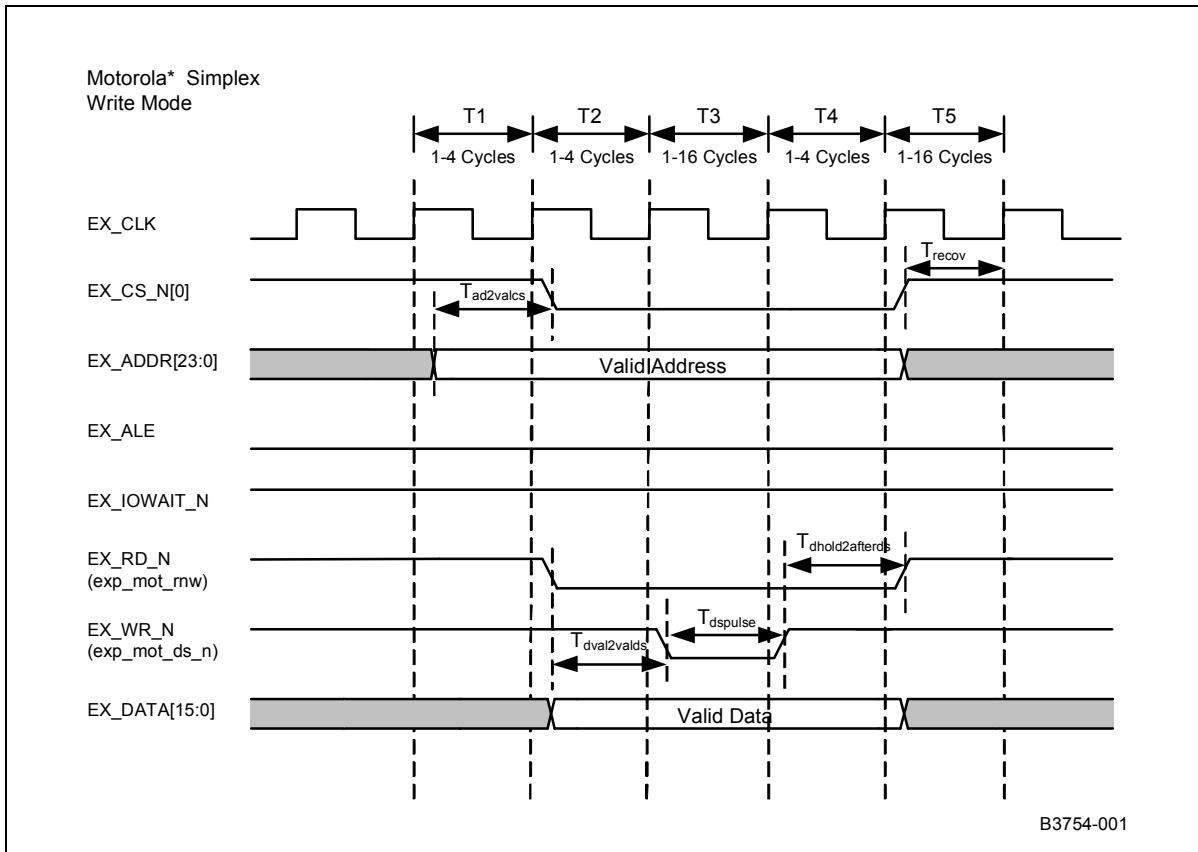 Motorola* Simplex
Write Mode
T1 T2 T3 T4 T5
1-4 Cycles 1-4 Cycles 1-16 Cycles 1-4 Cycles 1-16 Cycles
EX_CLK
Trecov
EX_CS_N[0]
Tad2valcs
EX_ADDR[23:0]
Valid Address
EX_ALE
EX_IOWAIT_N
Tdhold2afterds
EX_RD_N
(exp_mot_rnw)
Tdspulse
EX_WR_N
(exp_mot_ds_n)
Tdval2valds
EX_DATA[15:0]
Valid Data
B3754-001